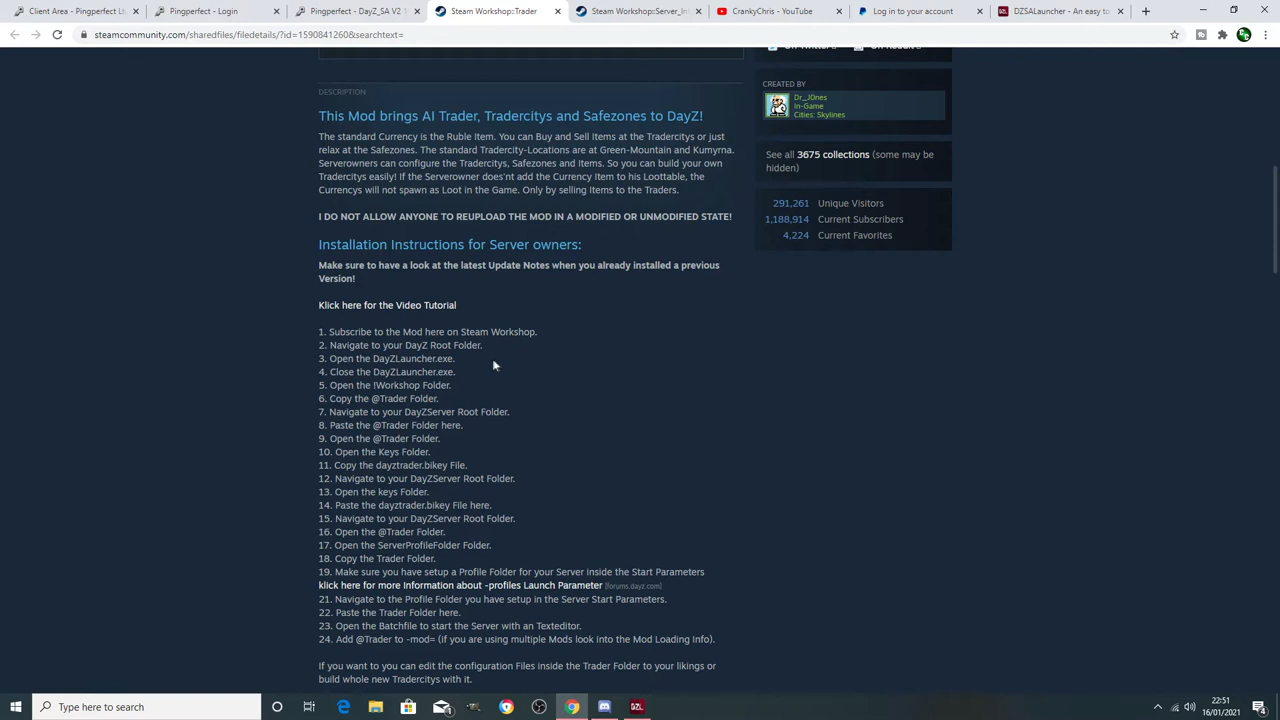 Client Area - Pingperfect Lt
Pingperfect - Login
Pingperfect - DayZ_SA V2 1
Steam Workshop::Trader
Steam Workshop::Server_In
CrankyChris - YouTube
Log in to your account
DZSALauncher - An easy to
steamcommunity.com/sharedfiles/filedetails/?id=1590841260&searchtext=
On Twitter
On Reddit
DESCRIPTION
This Mod brings AI Trader, Tradercitys and Safezones to DayZ!
The standard Currency is the Ruble Item. You can Buy and Sell Items at the Tradercitys or just
relax at the Safezones. The standard Tradercity-Locations are at Green-Mountain and Kumyrna.
Serverowners can configure the Tradercitys, Safezones and Items. So you can build your own
Tradercitys easily! If the Serverowner does'nt add the Currency Item to his Loottable, the
Currencys will not spawn as Loot in the Game. Only by selling Items to the Traders.
I DO NOT ALLOW ANYONE TO REUPLOAD THE MOD IN A MODIFIED OR UNMODIFIED STATE!
Installation Instructions for Server owners:
Make sure to have a look at the latest Update Notes when you already installed a previous
Version!
Klick here for the Video Tutorial
1. Subscribe to the Mod here on Steam Workshop.
2. Navigate to your DayZ Root Folder.
3. Open the DayZLauncher.exe.
4. Close the DayZLauncher.exe.
5. Open the !Workshop Folder.
6. Copy the @Trader Folder.
7. Navigate to your DayZServer Root Folder.
8. Paste the @Trader Folder here.
9. Open the @Trader Folder.
10. Open the Keys Folder.
11. Copy the dayztrader.bikey File.
12. Navigate to your DayZServer Root Folder.
13. Open the keys Folder.
14. Paste the dayztrader.bikey File here.
15. Navigate to your DayZServer Root Folder.
16. Open the @Trader Folder.
17. Open the ServerProfileFolder Folder.
18. Copy the Trader Folder.
19. Make sure you have setup a Profile Folder for your Server inside the Start Parameters
klick here for more Information about -profiles Launch Parameter [forums.dayz.com]
21. Navigate to the Profile Folder you have setup in the Server Start Parameters.
22. Paste the Trader Folder here.
23. Open the Batchfile to start the Server with an Texteditor.
24. Add @Trader to -mod= (if you are using multiple Mods look into the Mod Loading Info).
If you want to you can edit the configuration Files inside the Trader Folder to your likings or
build whole new Tradercitys with it.
CREATED BY
Dr_J0nes
In-Game
Cities: Skylines
See all 3675 collections (some may be
hidden)
291,261 Unique Visitors
1,188,914 Current Subscribers
4,224 Current Favorites
Type here to search
22:51
16/01/2021